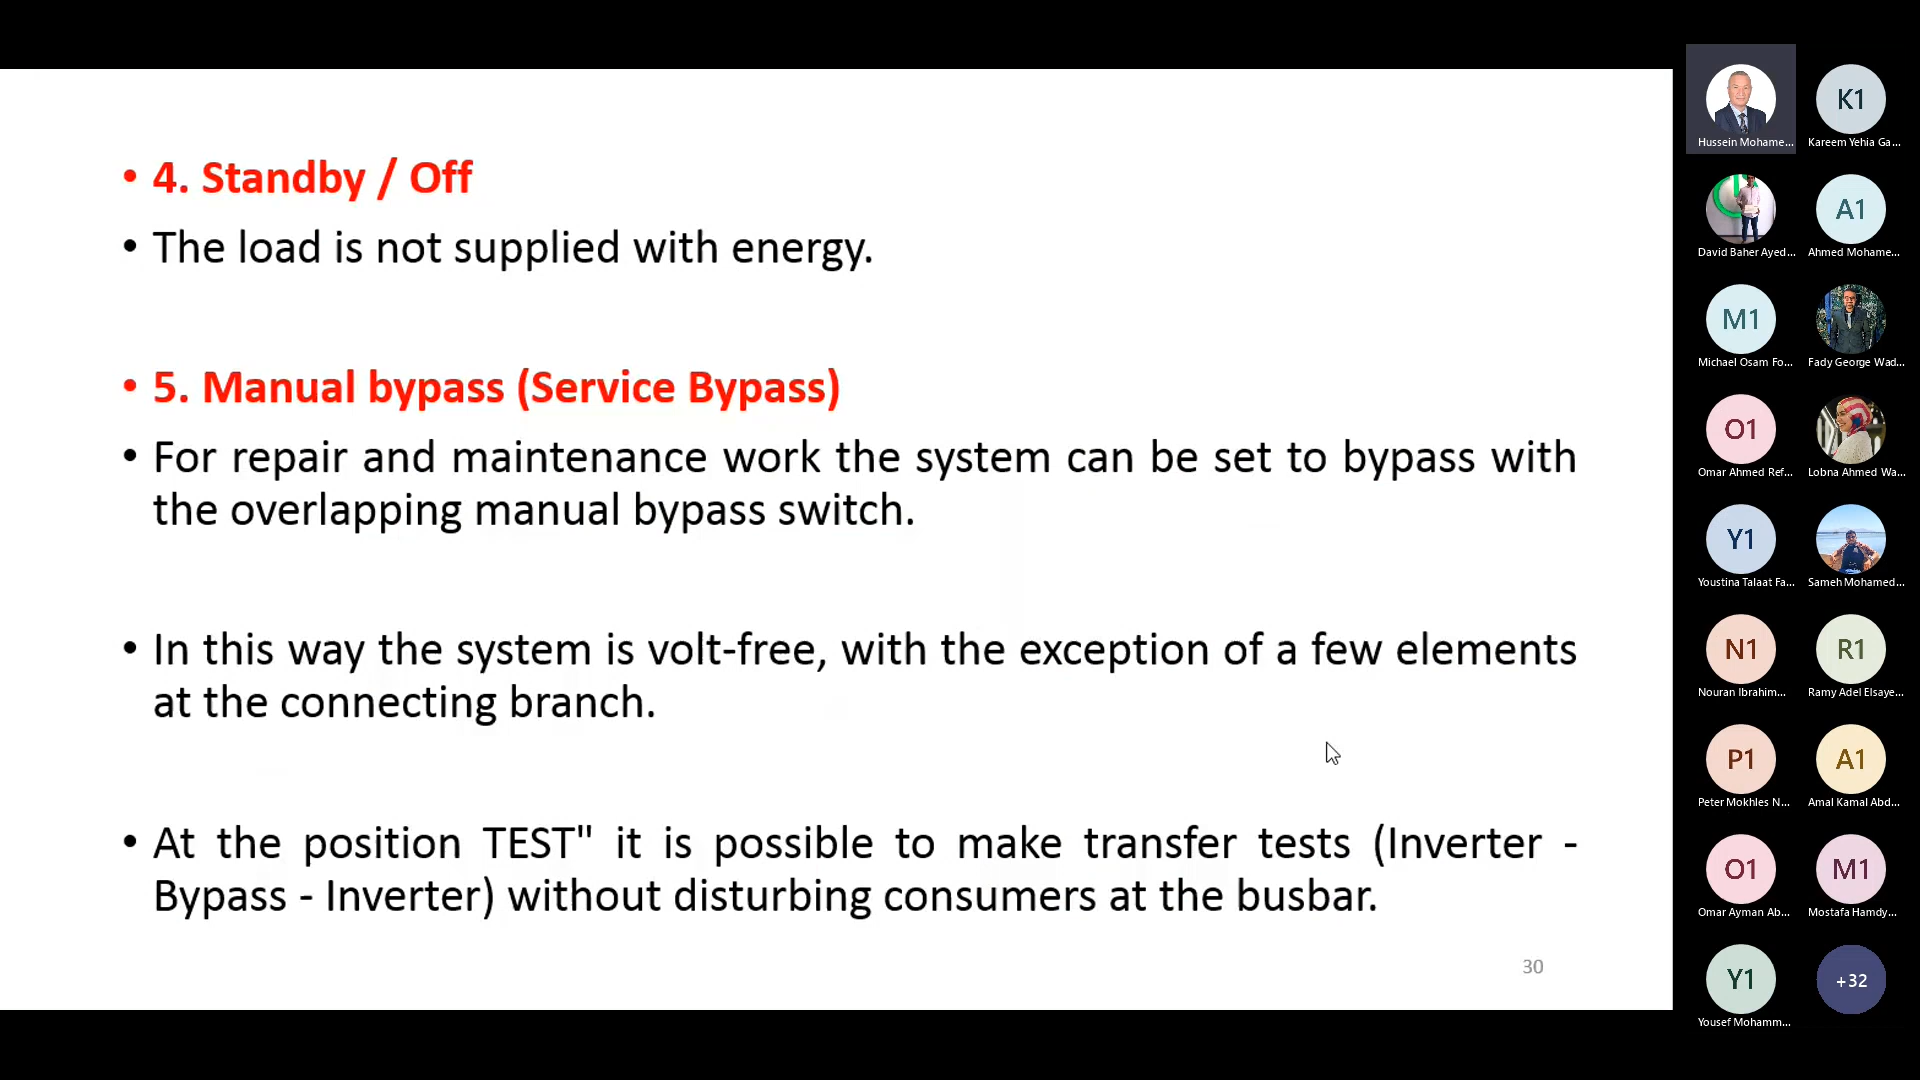 • 4. Standby / Off
• The load is not supplied with energy.
• 5. Manual bypass (Service Bypass)
• For repair and maintenance work the system can be set to bypass with
the overlapping manual bypass switch.
• In this way the system is volt-free, with the exception of a few elements
at the connecting branch.
• At the position TEST" it is possible to make transfer tests (Inverter -
Bypass - Inverter) without disturbing consumers at the busbar.
30
K1
Hussein Mohame...
Kareem Yehia Ga...
A1
David Baher Ayed...
Ahmed Mohame...
M1
Michael Osam Fo...
Fady George Wad...
O1
Omar Ahmed Ref...
Lobna Ahmed Wa...
Y1
Youstina Talaat Fa...
Sameh Mohamed...
N1
R1
Nouran Ibrahim...
Ramy Adel Elsaye...
P1
A1
Peter Mokhles N...
Amal Kamal Abd...
O1
M1
Omar Ayman Ab...
Mostafa Hamdy...
Y1
+32
Yousef Mohamm...